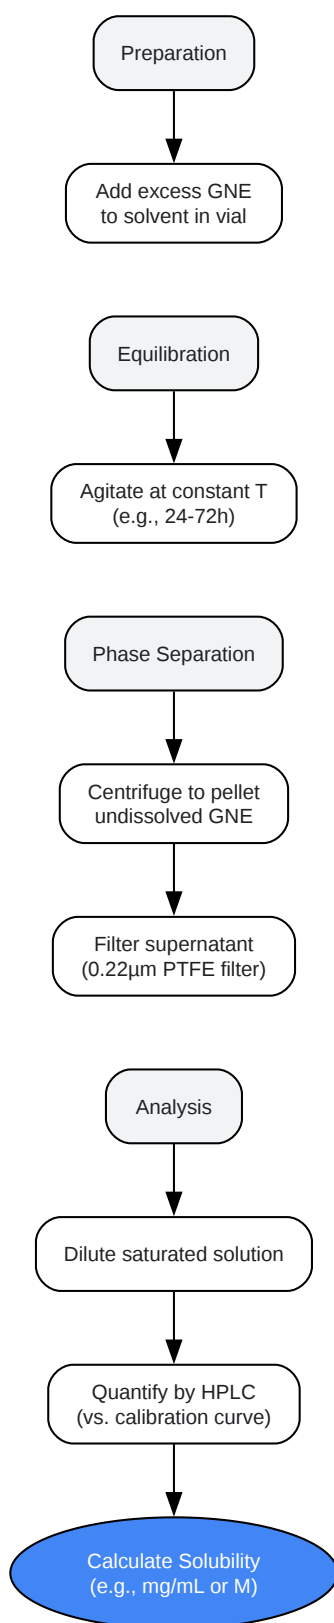 Preparation
Add excess GNE
to solvent in vial
Equilibration
Agitate at constant T
(e.g., 24-72h)
Phase Separation
Centrifuge to pellet
undissolved GNE
Filter supernatant
(0.22µm PTFE filter)
Analysis
Dilute saturated solution
Quantify by HPLC
(vs. calibration curve)
Calculate Solubility
(e.g., mg/mL or M)